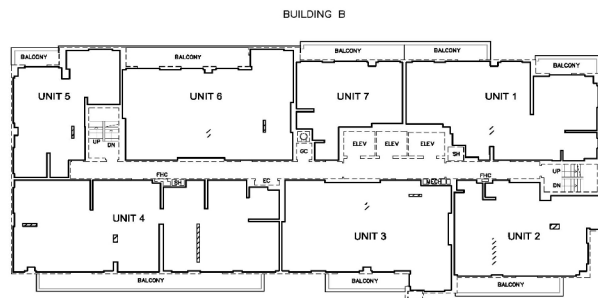 BUILDING B
BALCONY
BALCONY
BALCONY
BALCONY
BALCONY
UNIT 5
UNIT 6
UNIT 7
UNIT 1
UP
DN
GC
ELEV
ELEV
ELEV
SH
FHC
SH
EC
MECH
FHC
UP
DN
UNIT 4
UNIT 3
UNIT 2
BALCONY
BALCONY
BALCONY